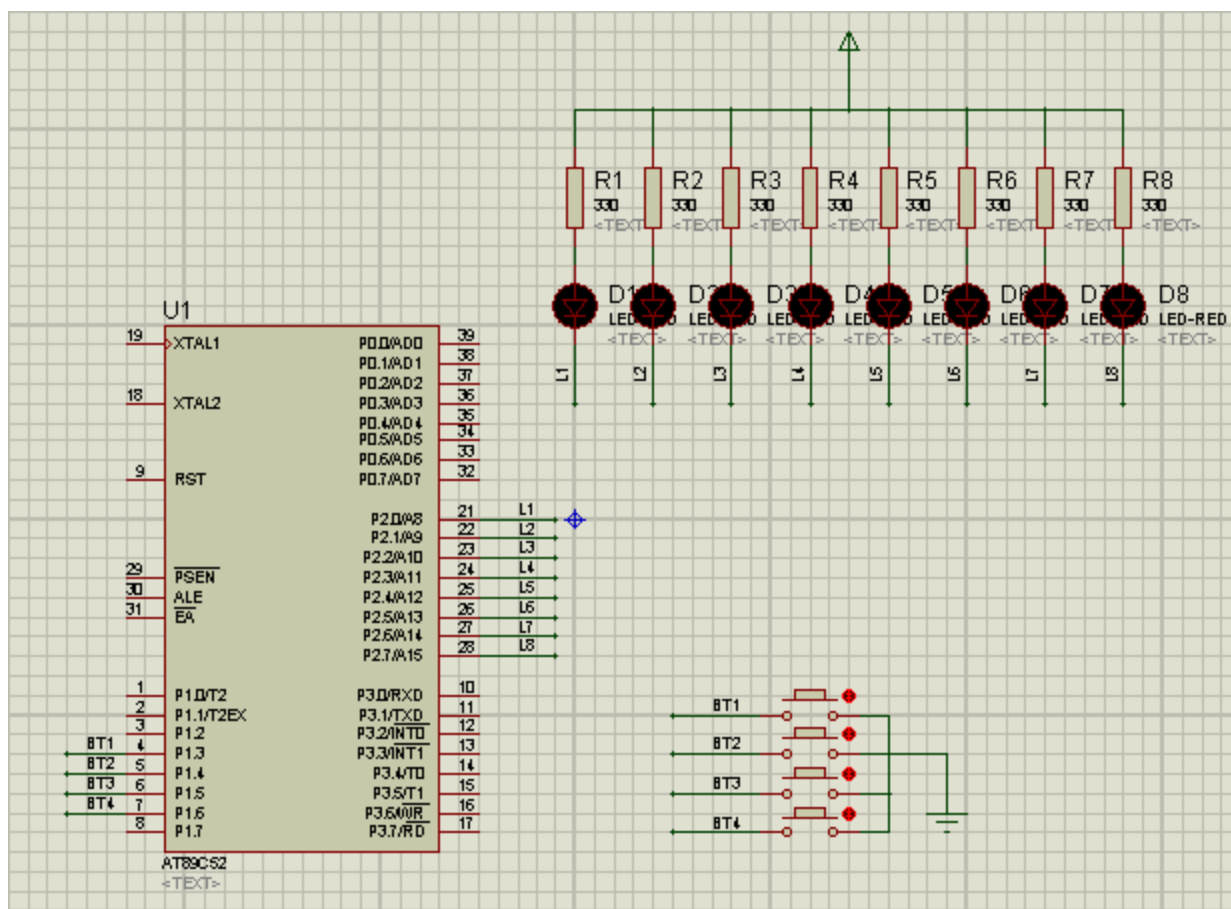 R1 R2 R3 R4 R5 R6 R7 R8
330 330 330 330 330 330 330 330
<TEXT <TEXT <TEXT <TEXT <TEXT <TEXT <TEXT <TEXT>
D8
LED-RED
<TEXT> <TEXT> <TEXT> <TEXT> <TEXT> <TEXT> <TEXT> <TEXT>
L1 L2 L3 L4 L5 L6 L7 L8
U1
19 XTAL1 P0.0/AD0 39
P0.1/AD1 38
P0.2/AD2 37
18 XTAL2 P0.3/AD3 36
P0.4/AD4 35
P0.5/AD5 34
P0.6/AD6 33
9 RST P0.7/AD7 32
P2.0/A8 21 L1
P2.1/A9 22 L2
P2.2/A10 23 L3
29 PSEN P2.3/A11 24 L4
30 ALE P2.4/A12 25 L5
31 EA P2.5/A13 26 L6
P2.6/A14 27 L7
P2.7/A15 28 L8
1 P1.0/T2 P3.0/RXD 10
2 P1.1/T2EX P3.1/TXD 11
3 P1.2 P3.2/INT0 12
BT1 4 P1.3 P3.3/INT1 13
BT2 5 P1.4 P3.4/T0 14
BT3 6 P1.5 P3.5/T1 15
BT4 7 P1.6 P3.6/WR 16
8 P1.7 P3.7/RD 17
AT89C52
<TEXT>
BT1
BT2
BT3
BT4